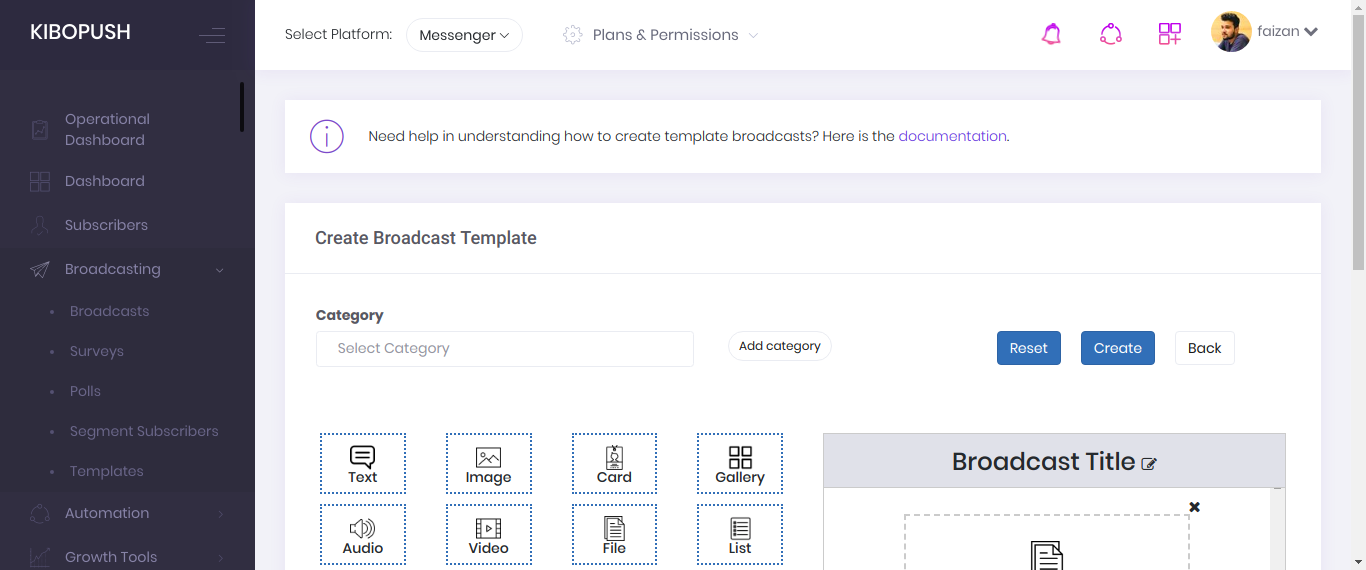 KIBOPUSH
Select Platform: Messenger
Plans & Permissions
faizan
Operational
Dashboard
Dashboard
Subscribers
Broadcasting
Broadcasts
Surveys
Polls
Segment Subscribers
Templates
Automation
Growth Tools
Need help in understanding how to create template broadcasts? Here is the documentation.
Create Broadcast Template
Category
Select Category
Add category
Reset
Create
Back
Text
Image
Card
Gallery
Audio
Video
File
List
Broadcast Title